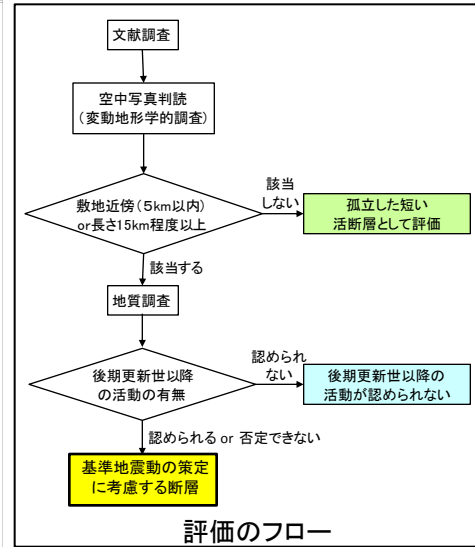 文献調査
空中写真判読
(変動地形学的調査)
敷地近傍(5km以内)
or長さ15km程度以上
該当
しない
孤立した短い
活断層として評価
該当する
地質調査
後期更新世以降
の活動の有無
認められ
ない
後期更新世以降の
活動が認められない
認められる or 否定できない
基準地震動の策定
に考慮する断層
評価のフロー